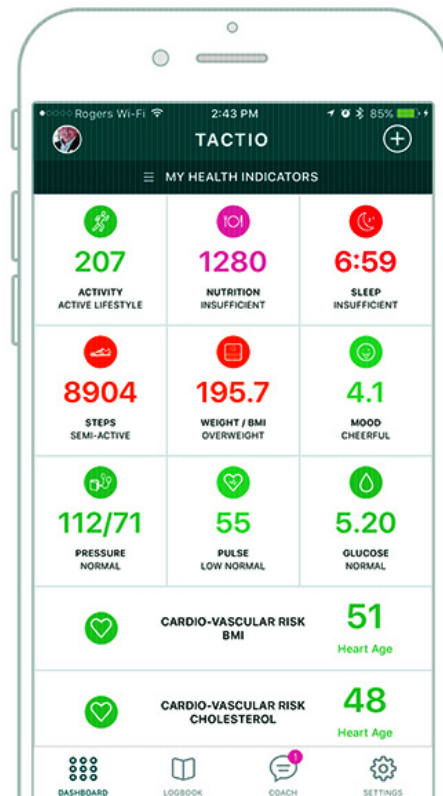 Rogers Wi-Fi 2:43 PM 85%
TACTIO
MY HEALTH INDICATORS
207 1280 6:59
ACTIVITY NUTRITION SLEEP
ACTIVE LIFESTYLE INSUFFICIENT INSUFFICIENT
8904 195.7 4.1
STEPS WEIGHT / BMI MOOD
SEMI-ACTIVE OVERWEIGHT CHEERFUL
112/71 55 5.20
PRESSURE PULSE GLUCOSE
NORMAL LOW NORMAL NORMAL
CARDIO-VASCULAR RISK
BMI
51
Heart Age
CARDIO-VASCULAR RISK
CHOLESTEROL
48
Heart Age
1
DASHBOARD LOGBOOK COACH SETTINGS